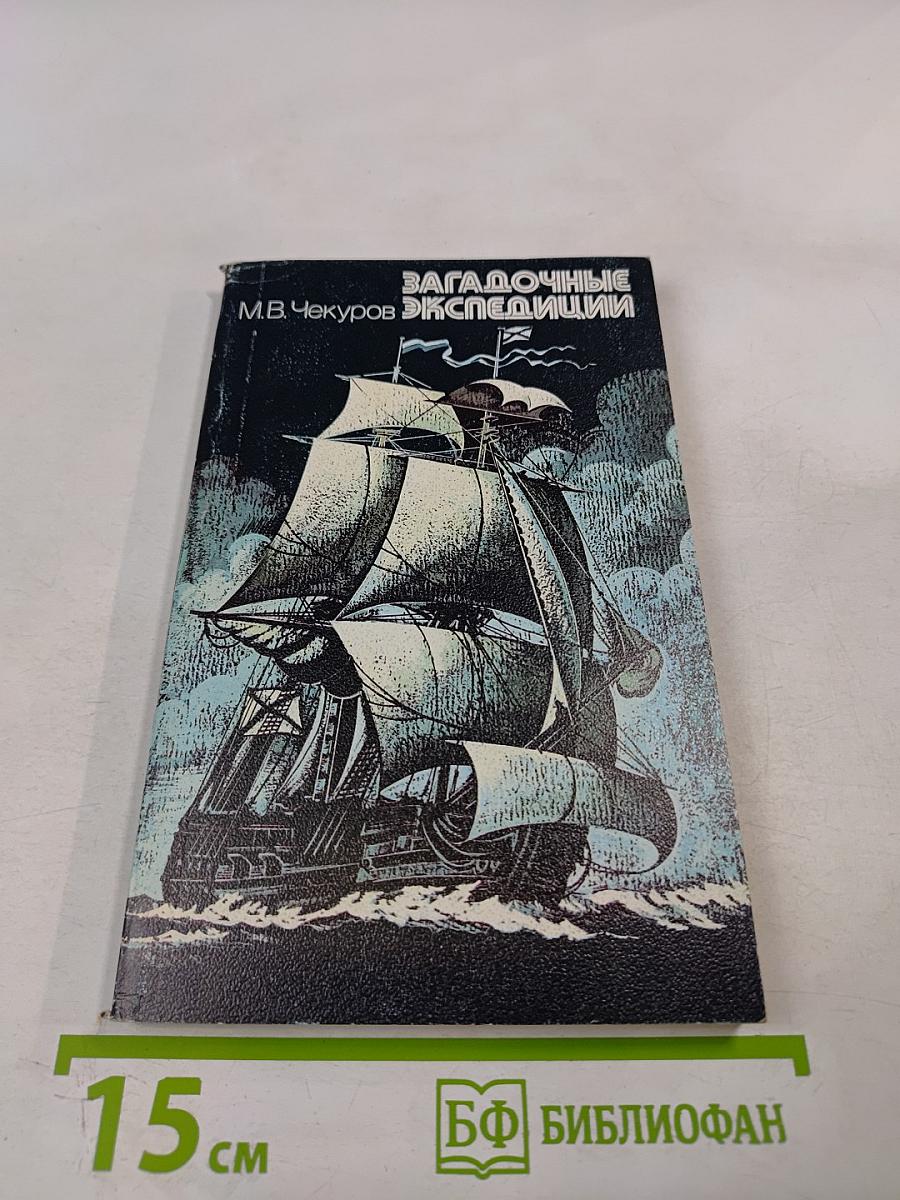 ЗАГАДОЧНЫЕ
М.В. Чекуров ЭКСПЕДИЦИИ
15 см
БФ БИБЛИОФАН